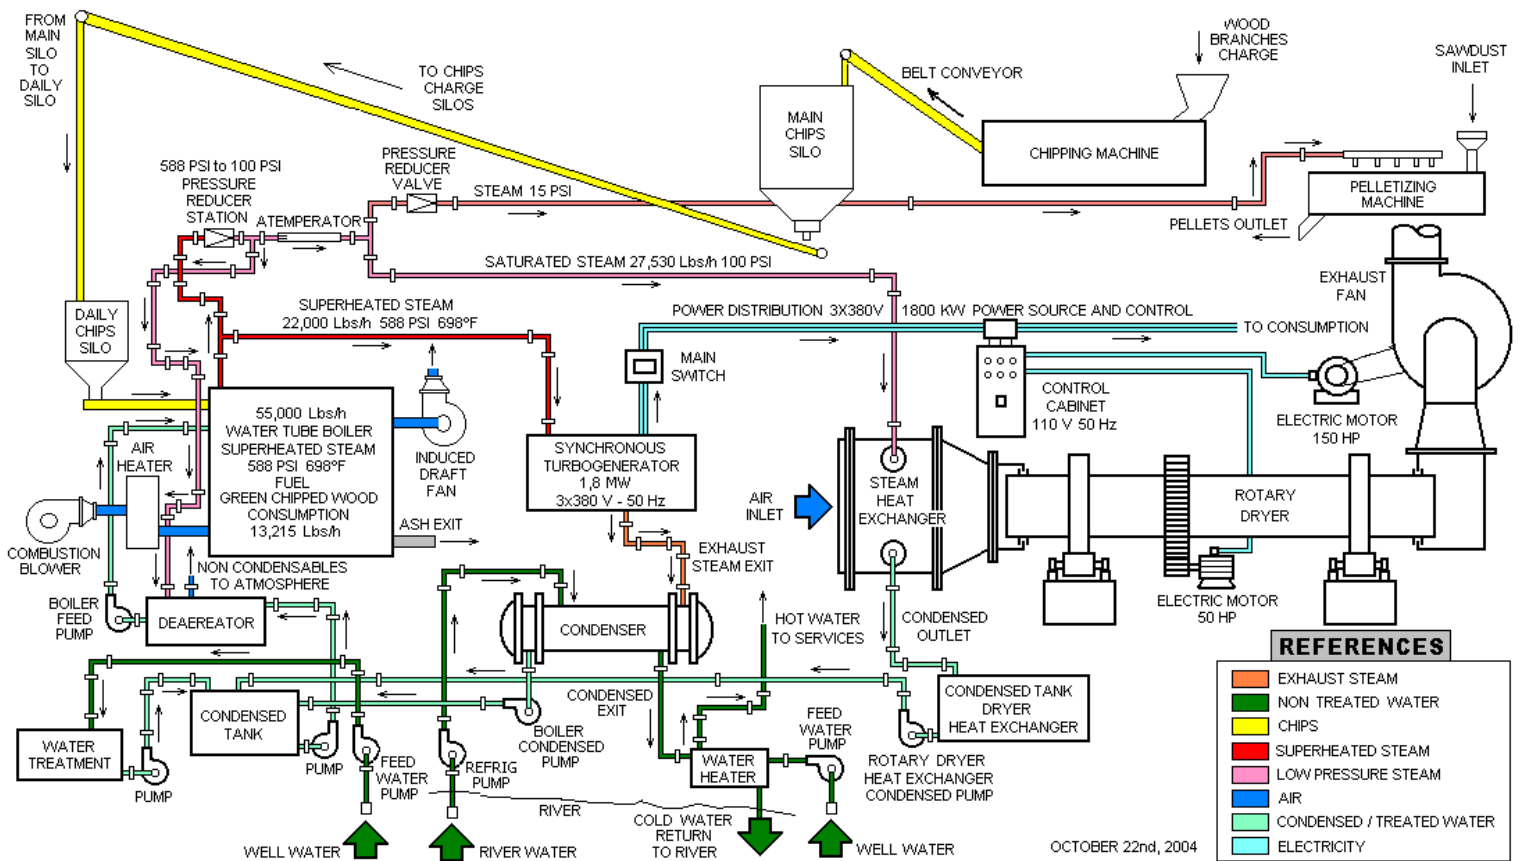 FROM
MAIN
SILO
TO
DAILY
SILO
TO CHIPS
CHARGE
SILOS
BELT CONVEYOR
WOOD
BRANCHES
CHARGE
SAWDUST
INLET
MAIN
CHIPS
SILO
CHIPPING MACHINE
588 PSI to 100 PSI
PRESSURE
REDUCER
STATION
PRESSURE
REDUCER
VALVE
STEAM 15 PSI
PELLETIZING
MACHINE
PELLETS OUTLET
ATEMPERATOR
SATURATED STEAM 27,530 Lbs/h 100 PSI
EXHAUST
FAN
DAILY
CHIPS
SILO
SUPERHEATED STEAM
22,000 Lbs/h 588 PSI 698ºF
POWER DISTRIBUTION 3X380V 1800 KW POWER SOURCE AND CONTROL
TO CONSUMPTION
MAIN
SWITCH
CONTROL
CABINET
110 V 50 Hz
ELECTRIC MOTOR
150 HP
55,000 Lbs/h
WATER TUBE BOILER
SUPERHEATED STEAM
588 PSI 698ºF
FUEL
GREEN CHIPPED WOOD
CONSUMPTION
13,215 Lbs/h
AIR
HEATER
INDUCED
DRAFT
FAN
SYNCHRONOUS
TURBOGENERATOR
1,8 MW
3x380 V - 50 Hz
AIR
INLET
STEAM
HEAT
EXCHANGER
ROTARY
DRYER
COMBUSTION
BLOWER
ASH EXIT
NON CONDENSABLES
TO ATMOSPHERE
EXHAUST
STEAM EXIT
BOILER
FEED
PUMP
DEAEREATOR
CONDENSER
HOT WATER
TO SERVICES
CONDENSED
OUTLET
ELECTRIC MOTOR
50 HP
CONDENSED
TANK
CONDENSED
EXIT
CONDENSED TANK
DRYER
HEAT EXCHANGER
WATER
TREATMENT
PUMP
PUMP
FEED
WATER
PUMP
REFRIG
PUMP
BOILER
CONDENSED
PUMP
WATER
HEATER
FEED
WATER
PUMP
ROTARY DRYER
HEAT EXCHANGER
CONDENSED PUMP
RIVER
WELL WATER
RIVER WATER
COLD WATER
RETURN
TO RIVER
WELL WATER
OCTOBER 22nd, 2004
REFERENCES
EXHAUST STEAM
NON TREATED WATER
CHIPS
SUPERHEATED STEAM
LOW PRESSURE STEAM
AIR
CONDENSED / TREATED WATER
ELECTRICITY